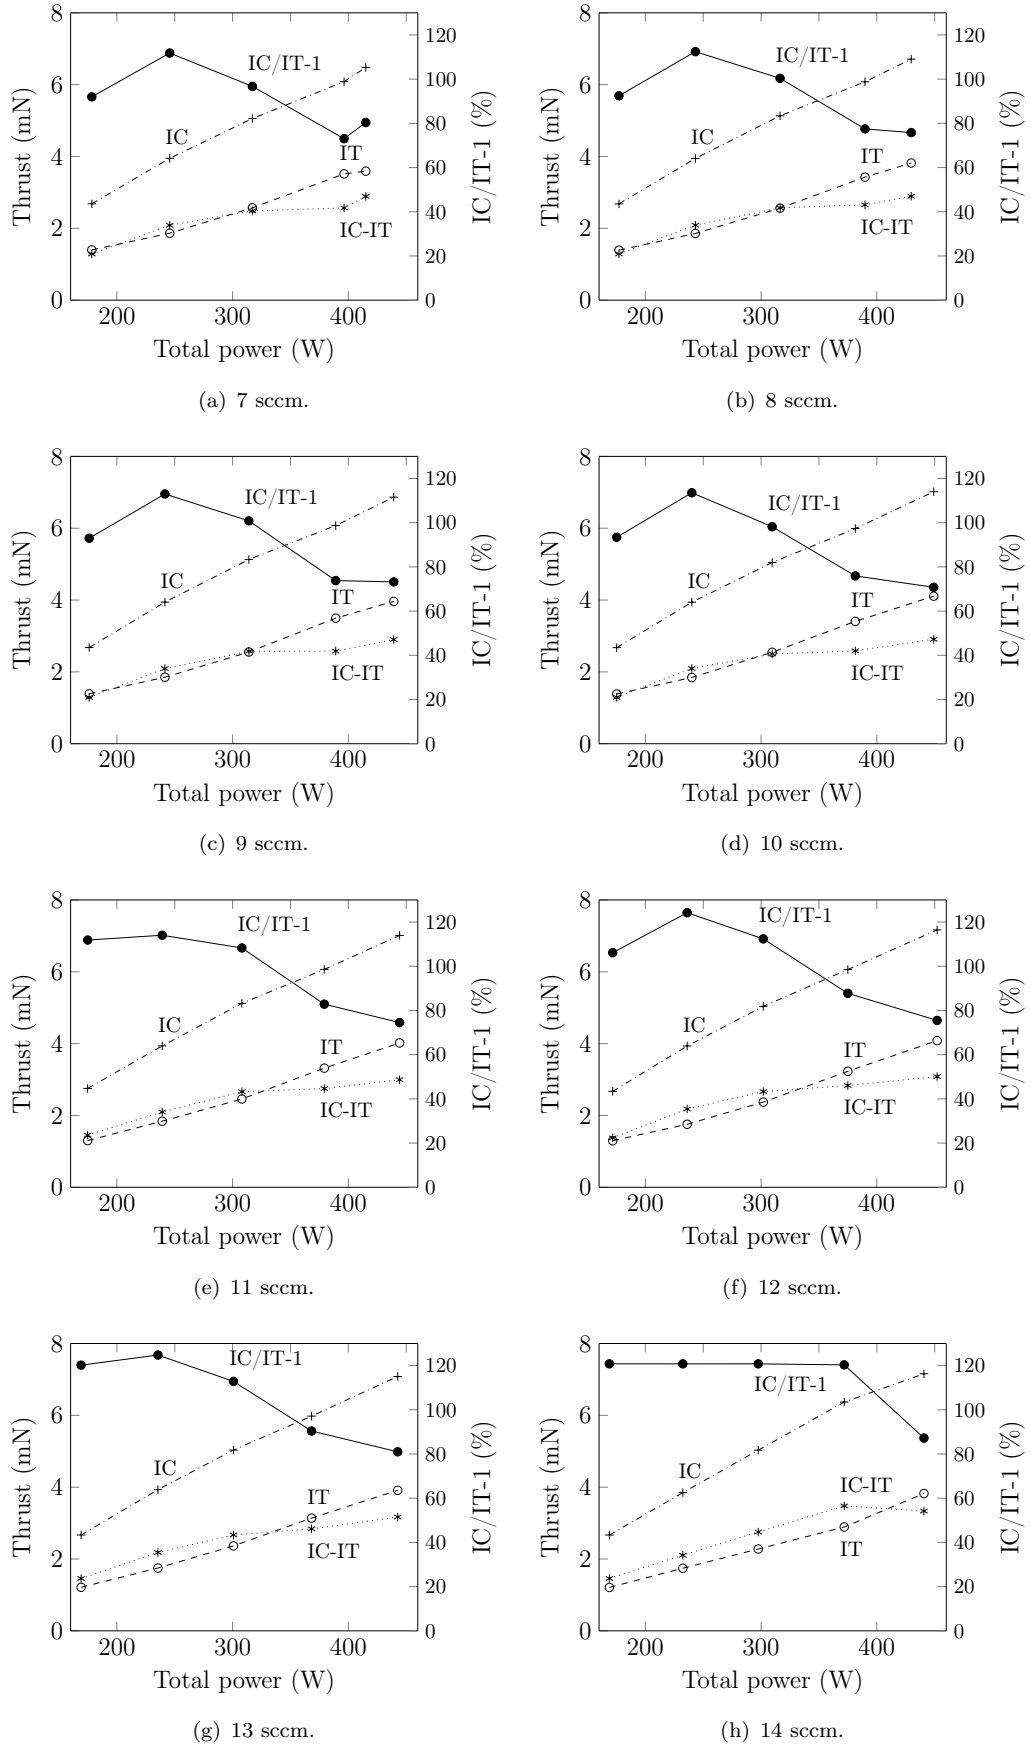 8
6
4
2
0
120
100
80
60
40
20
0
200 300 400
Thrust (mN)
IC/IT-1 (%)
IC/IT-1
IC
IT
IC-IT
Total power (W)
(a) 7 sccm.
8
6
4
2
0
120
100
80
60
40
20
0
200 300 400
Thrust (mN)
IC/IT-1 (%)
IC/IT-1
IC
IT
IC-IT
Total power (W)
(b) 8 sccm.
8
6
4
2
0
120
100
80
60
40
20
0
200 300 400
Thrust (mN)
IC/IT-1 (%)
IC/IT-1
IC
IT
IC-IT
Total power (W)
(c) 9 sccm.
8
6
4
2
0
120
100
80
60
40
20
0
200 300 400
Thrust (mN)
IC/IT-1 (%)
IC/IT-1
IC
IT
IC-IT
Total power (W)
(d) 10 sccm.
8
6
4
2
0
120
100
80
60
40
20
0
200 300 400
Thrust (mN)
IC/IT-1 (%)
IC/IT-1
IC
IT
IC-IT
Total power (W)
(e) 11 sccm.
8
6
4
2
0
120
100
80
60
40
20
0
200 300 400
Thrust (mN)
IC/IT-1 (%)
IC/IT-1
IC
IT
IC-IT
Total power (W)
(f) 12 sccm.
8
6
4
2
0
120
100
80
60
40
20
0
200 300 400
Thrust (mN)
IC/IT-1 (%)
IC/IT-1
IC
IT
IC-IT
Total power (W)
(g) 13 sccm.
8
6
4
2
0
120
100
80
60
40
20
0
200 300 400
Thrust (mN)
IC/IT-1 (%)
IC/IT-1
IC
IC-IT
IT
Total power (W)
(h) 14 sccm.